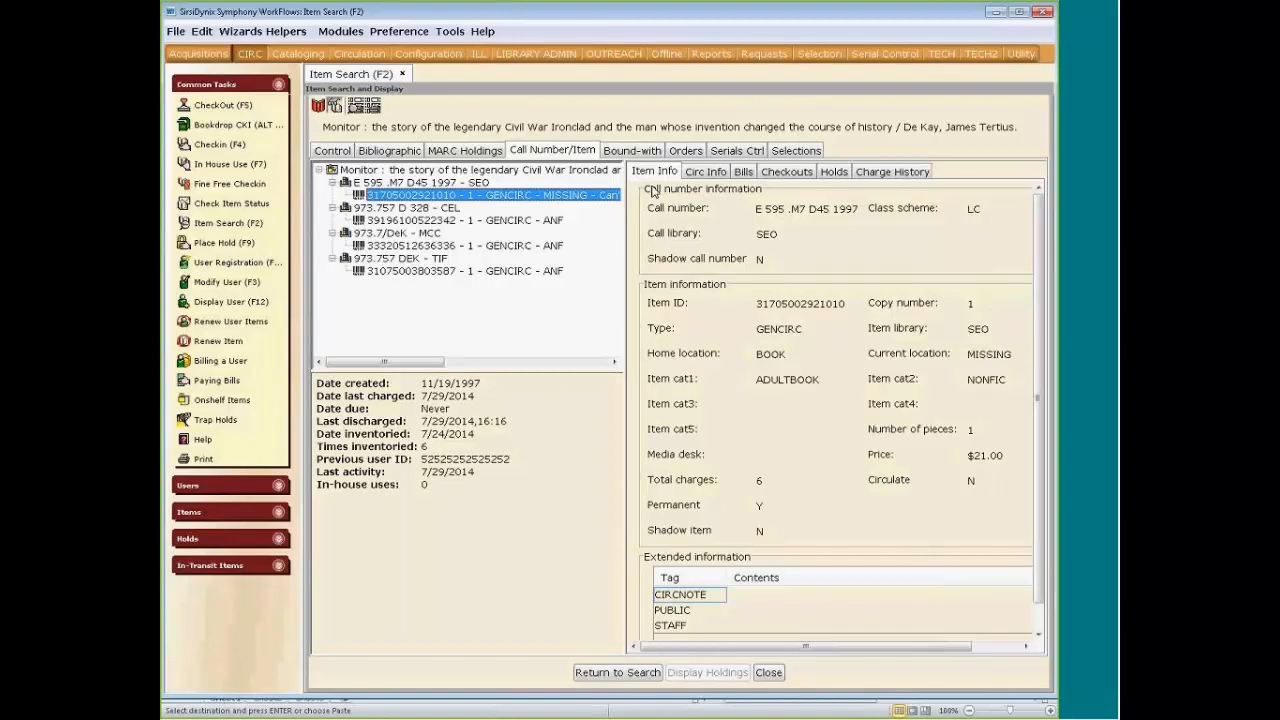 SirsiDynix Symphony WorkFlows: Item Search (F2)
File Edit Wizards Helpers Modules Preference Tools Help
Acquisitions CIRC Cataloging Circulation Configuration ILL LIBRARY ADMIN OUTREACH Offline Reports Requests Selection Serial Control TECH TECH2 Utility
Common Tasks
CheckOut (F5)
Bookdrop CKI (ALT ...
Checkin (F4)
In House Use (F7)
Fine Free Checkin
Check Item Status
Item Search (F2)
Place Hold (F9)
User Registration (F...
Modify User (F3)
Display User (F12)
Renew User Items
Renew Item
Billing a User
Paying Bills
Onshelf Items
Trap Holds
Help
Print
Users
Items
Holds
In-Transit Items
Item Search (F2) ×
Item Search and Display
Monitor : the story of the legendary Civil War Ironclad and the man whose invention changed the course of history / De Kay, James Tertius.
Control Bibliographic MARC Holdings Call Number/Item Bound-with Orders Serials Ctrl Selections
Monitor : the story of the legendary Civil War Ironclad ar
E 595 .M7 D45 1997 - SEO
31705002921010 - 1 - GENCIRC - MISSING - Can
973.757 D 328 - CEL
39196100522342 - 1 - GENCIRC - ANF
973.7/DeK - MCC
33320512636336 - 1 - GENCIRC - ANF
973.757 DEK - TIF
31075003803587 - 1 - GENCIRC - ANF
Date created: 11/19/1997
Date last charged: 7/29/2014
Date due: Never
Last discharged: 7/29/2014,16:16
Date inventoried: 7/24/2014
Times inventoried: 6
Previous user ID: 52525252525252
Last activity: 7/29/2014
In-house uses: 0
Item Info Circ Info Bills Checkouts Holds Charge History
Call number information
Call number: E 595 .M7 D45 1997 Class scheme: LC
Call library: SEO
Shadow call number N
Item information
Item ID: 31705002921010 Copy number: 1
Type: GENCIRC Item library: SEO
Home location: BOOK Current location: MISSING
Item cat1: ADULTBOOK Item cat2: NONFIC
Item cat3: Item cat4:
Item cat5: Number of pieces: 1
Media desk: Price: $21.00
Total charges: 6 Circulate N
Permanent Y
Shadow item N
Extended information
Tag Contents
CIRCNOTE
PUBLIC
STAFF
Return to Search Display Holdings Close
Select destination and press ENTER or choose Paste
100%